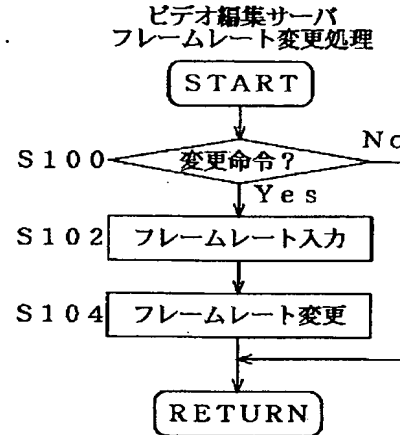 ビデオ編集サーバ
フレームレート変更処理
START
No
S100 変更命令?
Yes
S102 フレームレート入力
S104 フレームレート変更
RETURN